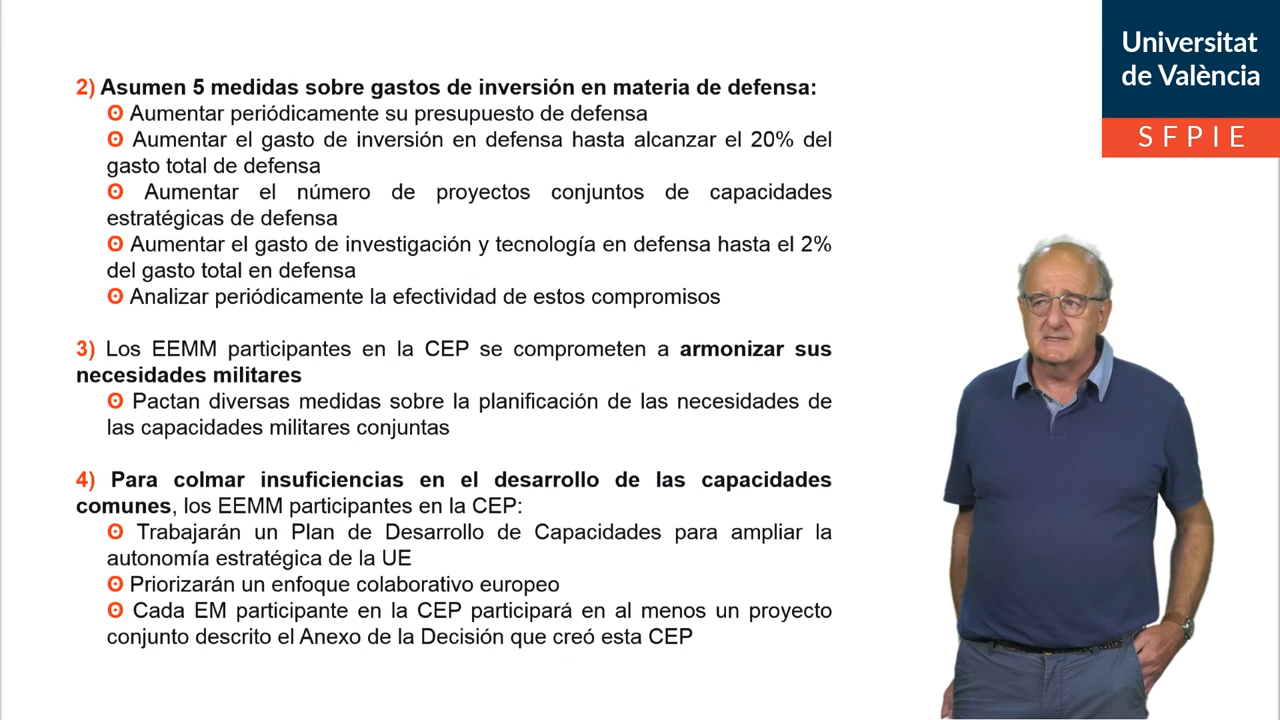 Universitat
de València
SFPIE
2) Asumen 5 medidas sobre gastos de inversión en materia de defensa:
ʘ Aumentar periódicamente su presupuesto de defensa
ʘ Aumentar el gasto de inversión en defensa hasta alcanzar el 20% del
gasto total de defensa
ʘ Aumentar el número de proyectos conjuntos de capacidades
estratégicas de defensa
ʘ Aumentar el gasto de investigación y tecnología en defensa hasta el 2%
del gasto total en defensa
ʘ Analizar periódicamente la efectividad de estos compromisos
3) Los EEMM participantes en la CEP se comprometen a armonizar sus
necesidades militares
ʘ Pactan diversas medidas sobre la planificación de las necesidades de
las capacidades militares conjuntas
4) Para colmar insuficiencias en el desarrollo de las capacidades
comunes, los EEMM participantes en la CEP:
ʘ Trabajarán un Plan de Desarrollo de Capacidades para ampliar la
autonomía estratégica de la UE
ʘ Priorizarán un enfoque colaborativo europeo
ʘ Cada EM participante en la CEP participará en al menos un proyecto
conjunto descrito el Anexo de la Decisión que creó esta CEP